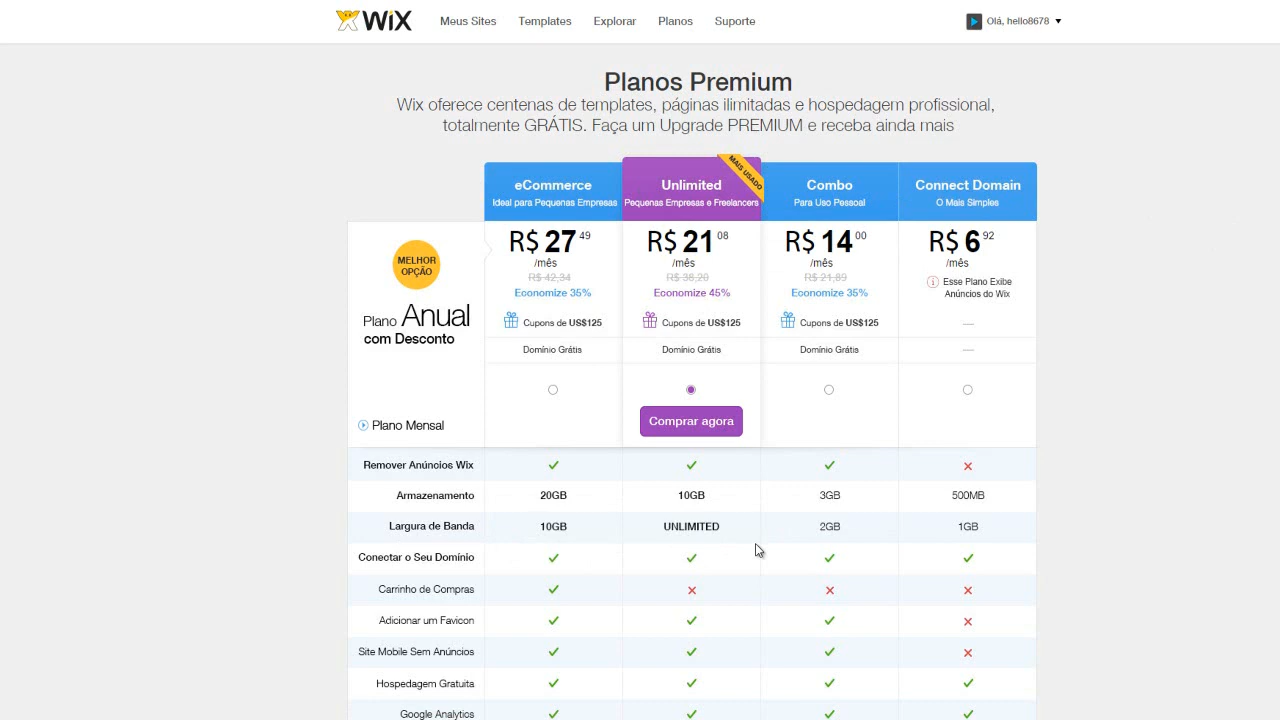 WiX Meus Sites Templates Explorar Planos Suporte Olá, hello8678
Planos Premium
Wix oferece centenas de templates, páginas ilimitadas e hospedagem profissional,
totalmente GRÁTIS. Faça um Upgrade PREMIUM e receba ainda mais
MAIS USADO
eCommerce Unlimited Combo Connect Domain
Ideal para Pequenas Empresas Pequenas Empresas e Freelancers Para Uso Pessoal O Mais Simples
MELHOR
OPÇÃO
Plano Anual
com Desconto
R$ 27 49 R$ 21 08 R$ 14 00 R$ 6 92
/mês /mês /mês /mês
R$ 42,34 R$ 38,20 R$ 21,89 Esse Plano Exibe
Economize 35% Economize 45% Economize 35% Anúncios do Wix
Cupons de US$125 Cupons de US$125 Cupons de US$125 —
Domínio Grátis Domínio Grátis Domínio Grátis —
Comprar agora
Plano Mensal
Remover Anúncios Wix
Armazenamento 20GB 10GB 3GB 500MB
Largura de Banda 10GB UNLIMITED 2GB 1GB
Conectar o Seu Domínio
Carrinho de Compras
Adicionar um Favicon
Site Mobile Sem Anúncios
Hospedagem Gratuita
Google Analytics